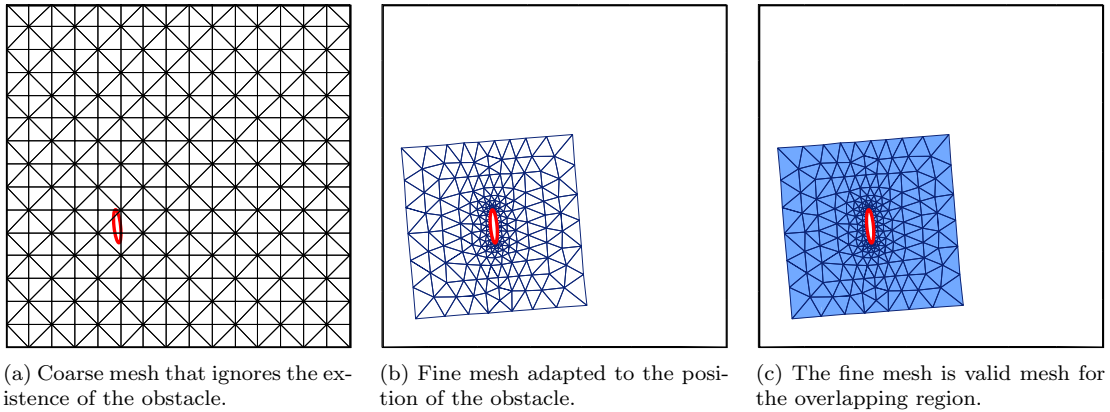 (a) Coarse mesh that ignores the ex-
istence of the obstacle.
(b) Fine mesh adapted to the posi-
tion of the obstacle.
(c) The fine mesh is valid mesh for
the overlapping region.